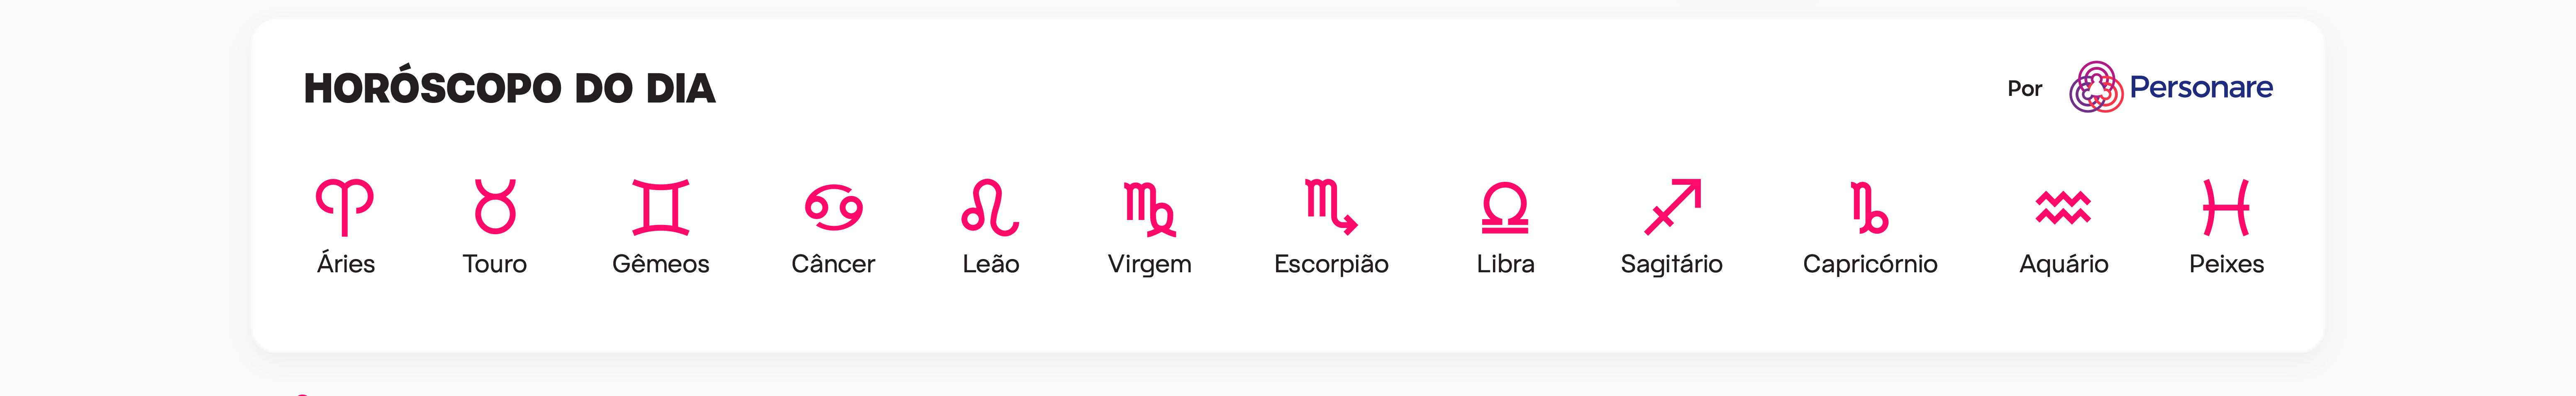 HORÓSCOPO DO DIA
Por Personare
Áries Touro Gêmeos Câncer Leão Virgem Escorpião Libra Sagitário Capricórnio Aquário Peixes